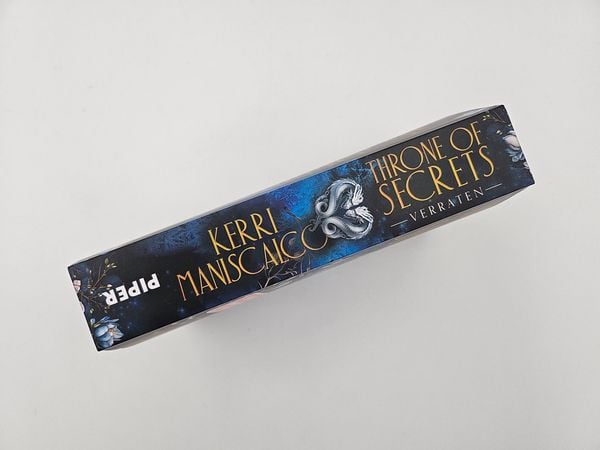 KERRI
MANISCALCO
THRONE OF
SECRETS
VERRATEN
PIPER